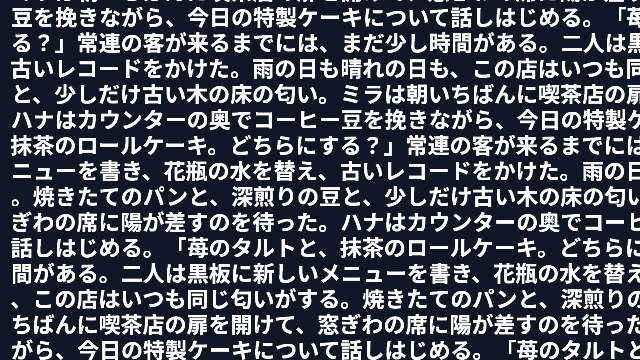 豆を挽きながら、今日の特製ケーキについて話しはじめる。「苺
る？」常連の客が来るまでには、まだ少し時間がある。二人は黒
古いレコードをかけた。雨の日も晴れの日も、この店はいつも同
と、少しだけ古い木の床の匂い。ミラは朝いちばんに喫茶店の扉
ハナはカウンターの奥でコーヒー豆を挽きながら、今日の特製ケ
抹茶のロールケーキ。どちらにする？」常連の客が来るまでには
ニューを書き、花瓶の水を替え、古いレコードをかけた。雨の日
。焼きたてのパンと、深煎りの豆と、少しだけ古い木の床の匂い
ぎわの席に陽が差すのを待った。ハナはカウンターの奥でコーヒ
話しはじめる。「苺のタルトと、抹茶のロールケーキ。どちらに
間がある。二人は黒板に新しいメニューを書き、花瓶の水を替え
、この店はいつも同じ匂いがする。焼きたてのパンと、深煎りの
ちばんに喫茶店の扉を開けて、窓ぎわの席に陽が差すのを待った
がら、今日の特製ケーキについて話しはじめる。「苺のタルトと